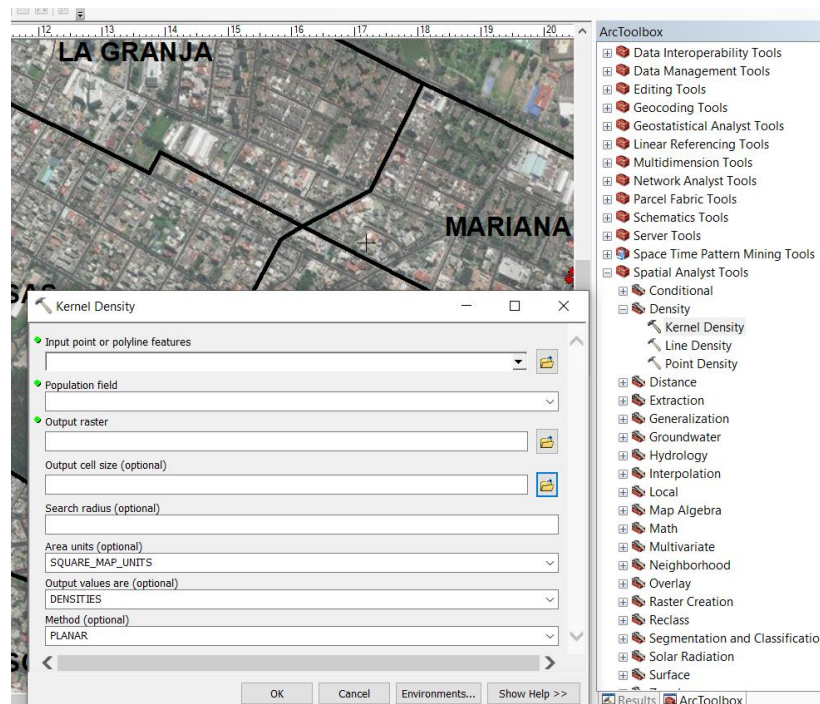 12 13 14 15 16 17 18 19 20
LA GRANJA
MARIANA
Kernel Density
Input point or polyline features
Population field
Output raster
Output cell size (optional)
Search radius (optional)
Area units (optional)
SQUARE_MAP_UNITS
Output values are (optional)
DENSITIES
Method (optional)
PLANAR
OK Cancel Environments... Show Help >>
ArcToolbox
Data Interoperability Tools
Data Management Tools
Editing Tools
Geocoding Tools
Geostatistical Analyst Tools
Linear Referencing Tools
Multidimension Tools
Network Analyst Tools
Parcel Fabric Tools
Schematics Tools
Server Tools
Space Time Pattern Mining Tools
Spatial Analyst Tools
Conditional
Density
Kernel Density
Line Density
Point Density
Distance
Extraction
Generalization
Groundwater
Hydrology
Interpolation
Local
Map Algebra
Math
Multivariate
Neighborhood
Overlay
Raster Creation
Reclass
Segmentation and Classificatio
Solar Radiation
Surface
Results ArcToolbox